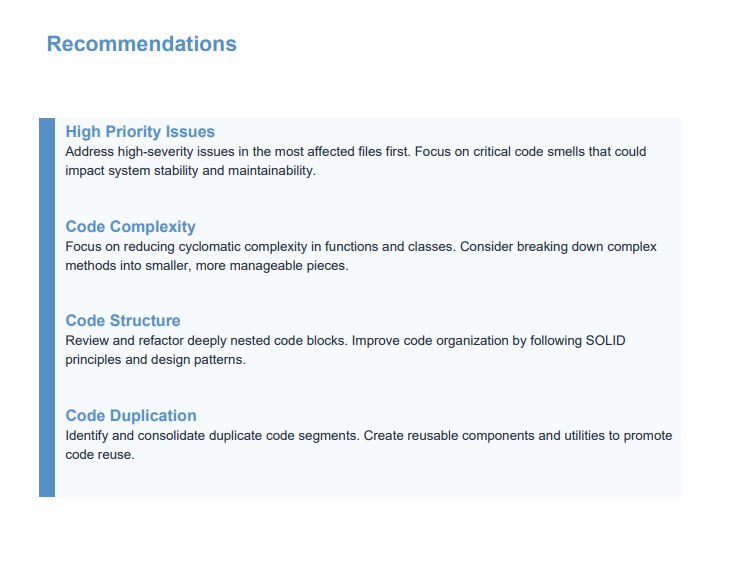 Recommendations
High Priority Issues
Address high-severity issues in the most affected files first. Focus on critical code smells that could
impact system stability and maintainability.
Code Complexity
Focus on reducing cyclomatic complexity in functions and classes. Consider breaking down complex
methods into smaller, more manageable pieces.
Code Structure
Review and refactor deeply nested code blocks. Improve code organization by following SOLID
principles and design patterns.
Code Duplication
Identify and consolidate duplicate code segments. Create reusable components and utilities to promote
code reuse.